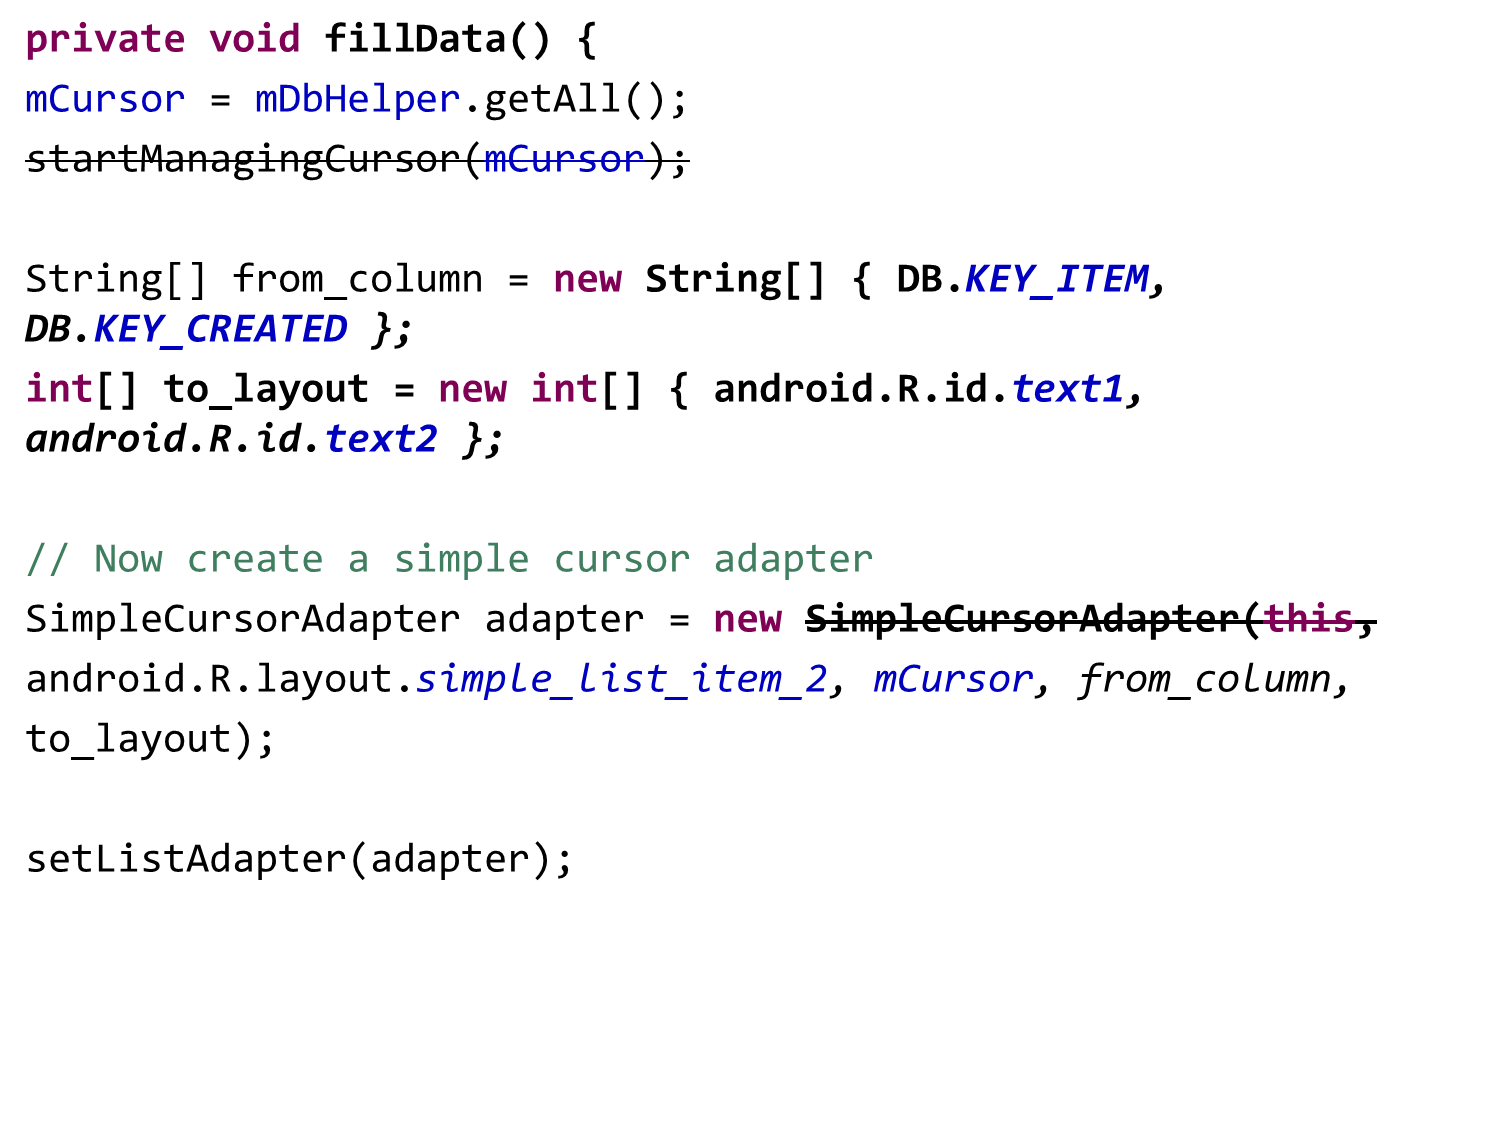 private void fillData() {
mCursor = mDbHelper.getAll();
startManagingCursor(mCursor);
String[] from_column = new String[] { DB.KEY_ITEM,
DB.KEY_CREATED };
int[] to_layout = new int[] { android.R.id.text1,
android.R.id.text2 };
// Now create a simple cursor adapter
SimpleCursorAdapter adapter = new SimpleCursorAdapter(this,
android.R.layout.simple_list_item_2, mCursor, from_column,
to_layout);
setListAdapter(adapter);